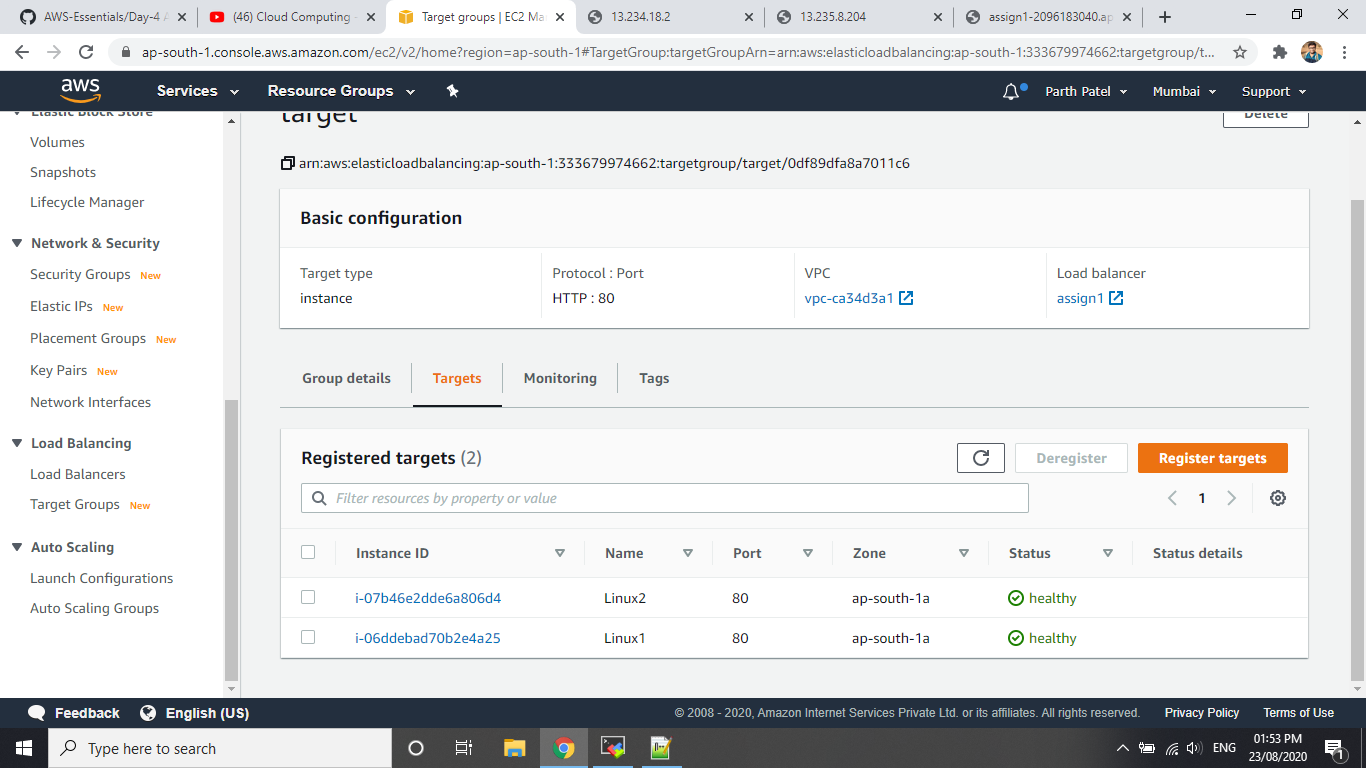 AWS-Essentials/Day-4 A
(46) Cloud Computing -
Target groups | EC2 Ma
13.234.18.2
13.235.8.204
assign1-2096183040.ap
ap-south-1.console.aws.amazon.com/ec2/v2/home?region=ap-south-1#TargetGroup:targetGroupArn=arn:aws:elasticloadbalancing:ap-south-1:333679974662:targetgroup/t...
aws Services Resource Groups Parth Patel Mumbai Support
Elastic Block Store
Volumes
Snapshots
Lifecycle Manager
Network & Security
Security Groups New
Elastic IPs New
Placement Groups New
Key Pairs New
Network Interfaces
Load Balancing
Load Balancers
Target Groups New
Auto Scaling
Launch Configurations
Auto Scaling Groups
target Delete
arn:aws:elasticloadbalancing:ap-south-1:333679974662:targetgroup/target/0df89dfa8a7011c6
Basic configuration
Target type Protocol : Port VPC Load balancer
instance HTTP : 80 vpc-ca34d3a1 assign1
Group details Targets Monitoring Tags
Registered targets (2) Deregister Register targets
Filter resources by property or value 1
Instance ID Name Port Zone Status Status details
i-07b46e2dde6a806d4 Linux2 80 ap-south-1a healthy
i-06ddebad70b2e4a25 Linux1 80 ap-south-1a healthy
Feedback English (US) © 2008 - 2020, Amazon Internet Services Private Ltd. or its affiliates. All rights reserved. Privacy Policy Terms of Use
Type here to search
ENG
01:53 PM
23/08/2020
1